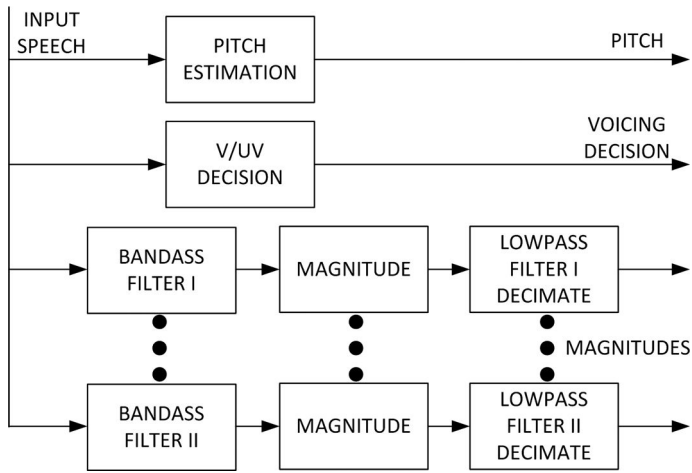 INPUT
SPEECH
PITCH
ESTIMATION
PITCH
V/UV
DECISION
VOICING
DECISION
BANDASS
FILTER I
MAGNITUDE
LOWPASS
FILTER I
DECIMATE
MAGNITUDES
BANDASS
FILTER II
MAGNITUDE
LOWPASS
FILTER II
DECIMATE